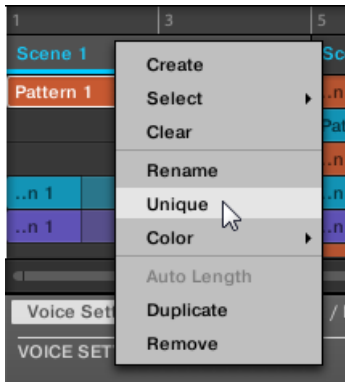 1 3 5
Scene 1 Sc
Create
Pattern 1 ..n
Select
Clear Pat
..n
Rename
..n 1 Unique ..n
..n 1 Color ..n
Auto Length
Voice Sett Duplicate /
VOICE SET Remove